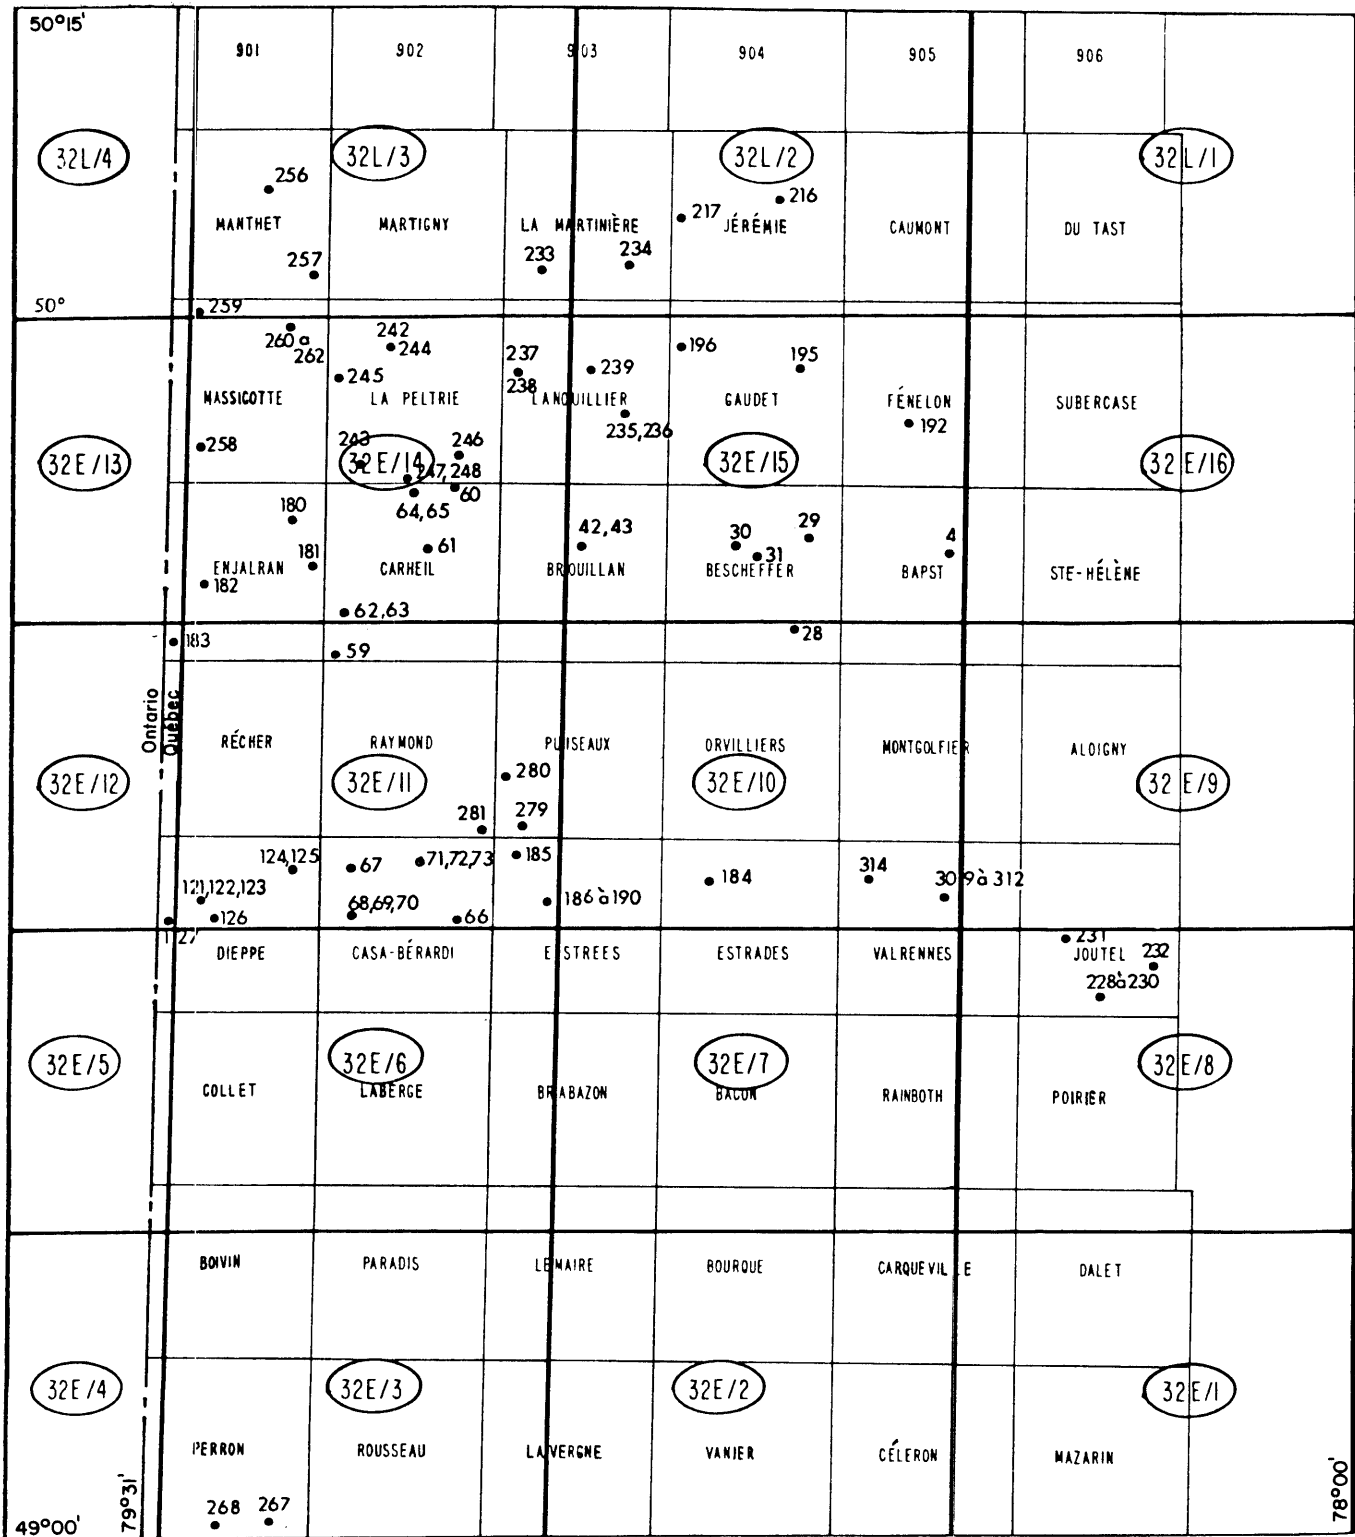 50°15'
901 902 903 904 905 906
32L/4 32L/3 32L/2 32L/1
256
216
217
MANTHET MARTIGNY LA MARTINIÈRE JÉRÉMIE CAUMONT DU TAST
257 233 234
50°
259
260 a
262
242
244
237
238
239
196
195
245
MASSICOTTE LA PELTRIE LANOUILLIER GAUDET FÉNELON SUBERCASE
235,236
192
258
243
246
32E/13 32E/14 32E/15 32E/16
247,248
60
64,65
180
42,43
30
29
4
61
31
181
ENJALRAN CARHEIL BROUILLAN BESCHEFFER BAPST STE-HÉLÈNE
182
62,63
183
59
28
Ontario
Québec
RÉCHER RAYMOND PUISEAUX ORVILLIERS MONTGOLFIER ALOIGNY
280
32E/12 32E/11 32E/10 32E/9
281 279
124,125
67
71,72,73
185
184
314
309 à 312
121,122,123
126
127
68,69,70
66
186 à 190
231
232
DIEPPE CASA-BÉRARDI ESTREES ESTRADES VALRENNES JOUTEL
228 à 230
32E/5 32E/6 32E/7 32E/8
COLLET LABERGE BRABAZON BACON RAINBOTH POIRIER
BOIVIN PARADIS LEMAIRE BOURQUE CARQUEVILLE DALET
32E/4 32E/3 32E/2 32E/1
PERRON ROUSSEAU LAVERGNE VANIER CÉLERON MAZARIN
268 267
49°00'
79°31'
78°00'